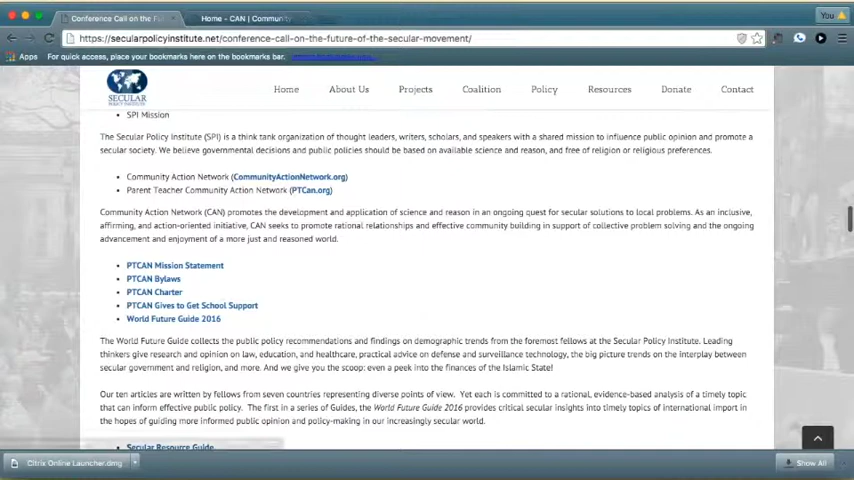 Conference Call on the Fu
Home - CAN | Community
You
https://secularpolicyinstitute.net/conference-call-on-the-future-of-the-secular-movement/
Apps For quick access, place your bookmarks here on the bookmarks bar.
SECULAR
POLICY INSTITUTE
Home About Us Projects Coalition Policy Resources Donate Contact
• SPI Mission
The Secular Policy Institute (SPI) is a think tank organization of thought leaders, writers, scholars, and speakers with a shared mission to influence public opinion and promote a
secular society. We believe governmental decisions and public policies should be based on available science and reason, and free of religion or religious preferences.
• Community Action Network (CommunityActionNetwork.org)
• Parent Teacher Community Action Network (PTCan.org)
Community Action Network (CAN) promotes the development and application of science and reason in an ongoing quest for secular solutions to local problems. As an inclusive,
affirming, and action-oriented initiative, CAN seeks to promote rational relationships and effective community building in support of collective problem solving and the ongoing
advancement and enjoyment of a more just and reasoned world.
• PTCAN Mission Statement
• PTCAN Bylaws
• PTCAN Charter
• PTCAN Gives to Get School Support
• World Future Guide 2016
The World Future Guide collects the public policy recommendations and findings on demographic trends from the foremost fellows at the Secular Policy Institute. Leading
thinkers give research and opinion on law, education, and healthcare, practical advice on defense and surveillance technology, the big picture trends on the interplay between
secular government and religion, and more. And we give you the scoop: even a peek into the finances of the Islamic State!
Our ten articles are written by fellows from seven countries representing diverse points of view. Yet each is committed to a rational, evidence-based analysis of a timely topic
that can inform effective public policy. The first in a series of Guides, the World Future Guide 2016 provides critical secular insights into timely topics of international import in
the hopes of guiding more informed public opinion and policy-making in our increasingly secular world.
• Secular Resource Guide
Citrix Online Launcher.dmg
Show All